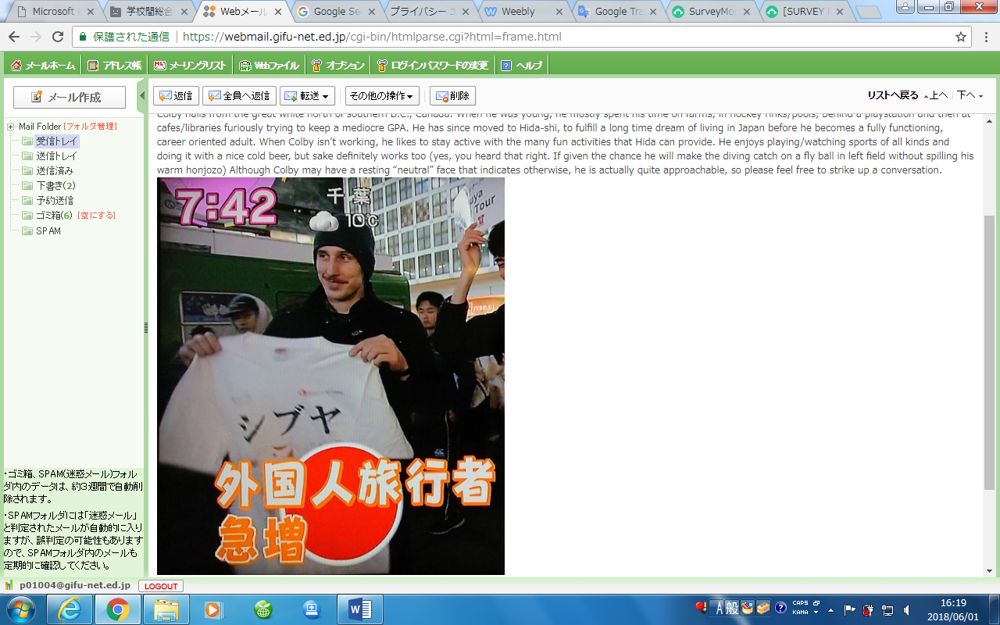 Microsoft
学校間総合
Webメール
Google Se
プライバシー
Weebly
Google Tra
SurveyMo
[SURVEY
保護された通信
https://webmail.gifu-net.ed.jp/cgi-bin/htmlparse.cgi?html=frame.html
メールホーム アドレス帳 メーリングリスト Webファイル オプション ログインパスワードの変更 ヘルプ
メール作成
返信 全員へ返信 転送 その他の操作 削除
リストへ戻る 上へ 下へ
Mail Folder [フォルダ管理]
受信トレイ
送信トレイ
送信済み
下書き(2)
予約送信
ゴミ箱(6) [空にする]
SPAM
Colby hails from the great white north of southern B.C., Canada. When he was young, he mostly spent his time on farms, in hockey rinks/pools, behind a playstation and then at
cafes/libraries furiously trying to keep a mediocre GPA. He has since moved to Hida-shi, to fulfill a long time dream of living in Japan before he becomes a fully functioning,
career oriented adult. When Colby isn't working, he likes to stay active with the many fun activities that Hida can provide. He enjoys playing/watching sports of all kinds and
doing it with a nice cold beer, but sake definitely works too (yes, you heard that right. If given the chance he will make the diving catch on a fly ball in left field without spilling his
warm honjozo) Although Colby may have a resting “neutral” face that indicates otherwise, he is actually quite approachable, so please feel free to strike up a conversation.
7:42
千葉
10℃
Tour
シブヤ
外国人旅行者
急増
・ゴミ箱、SPAM(迷惑メール)フォル
ダ内のデータは、約3週間で自動削
除されます。
・SPAMフォルダには「迷惑メール」
と判定されたメールが自動的に入り
ますが、誤判定の可能性もあります
ので、SPAMフォルダ内のメールも
定期的に確認してください。
p01004@gifu-net.ed.jp LOGOUT
A般
CAPS
KANA
16:19
2018/06/01